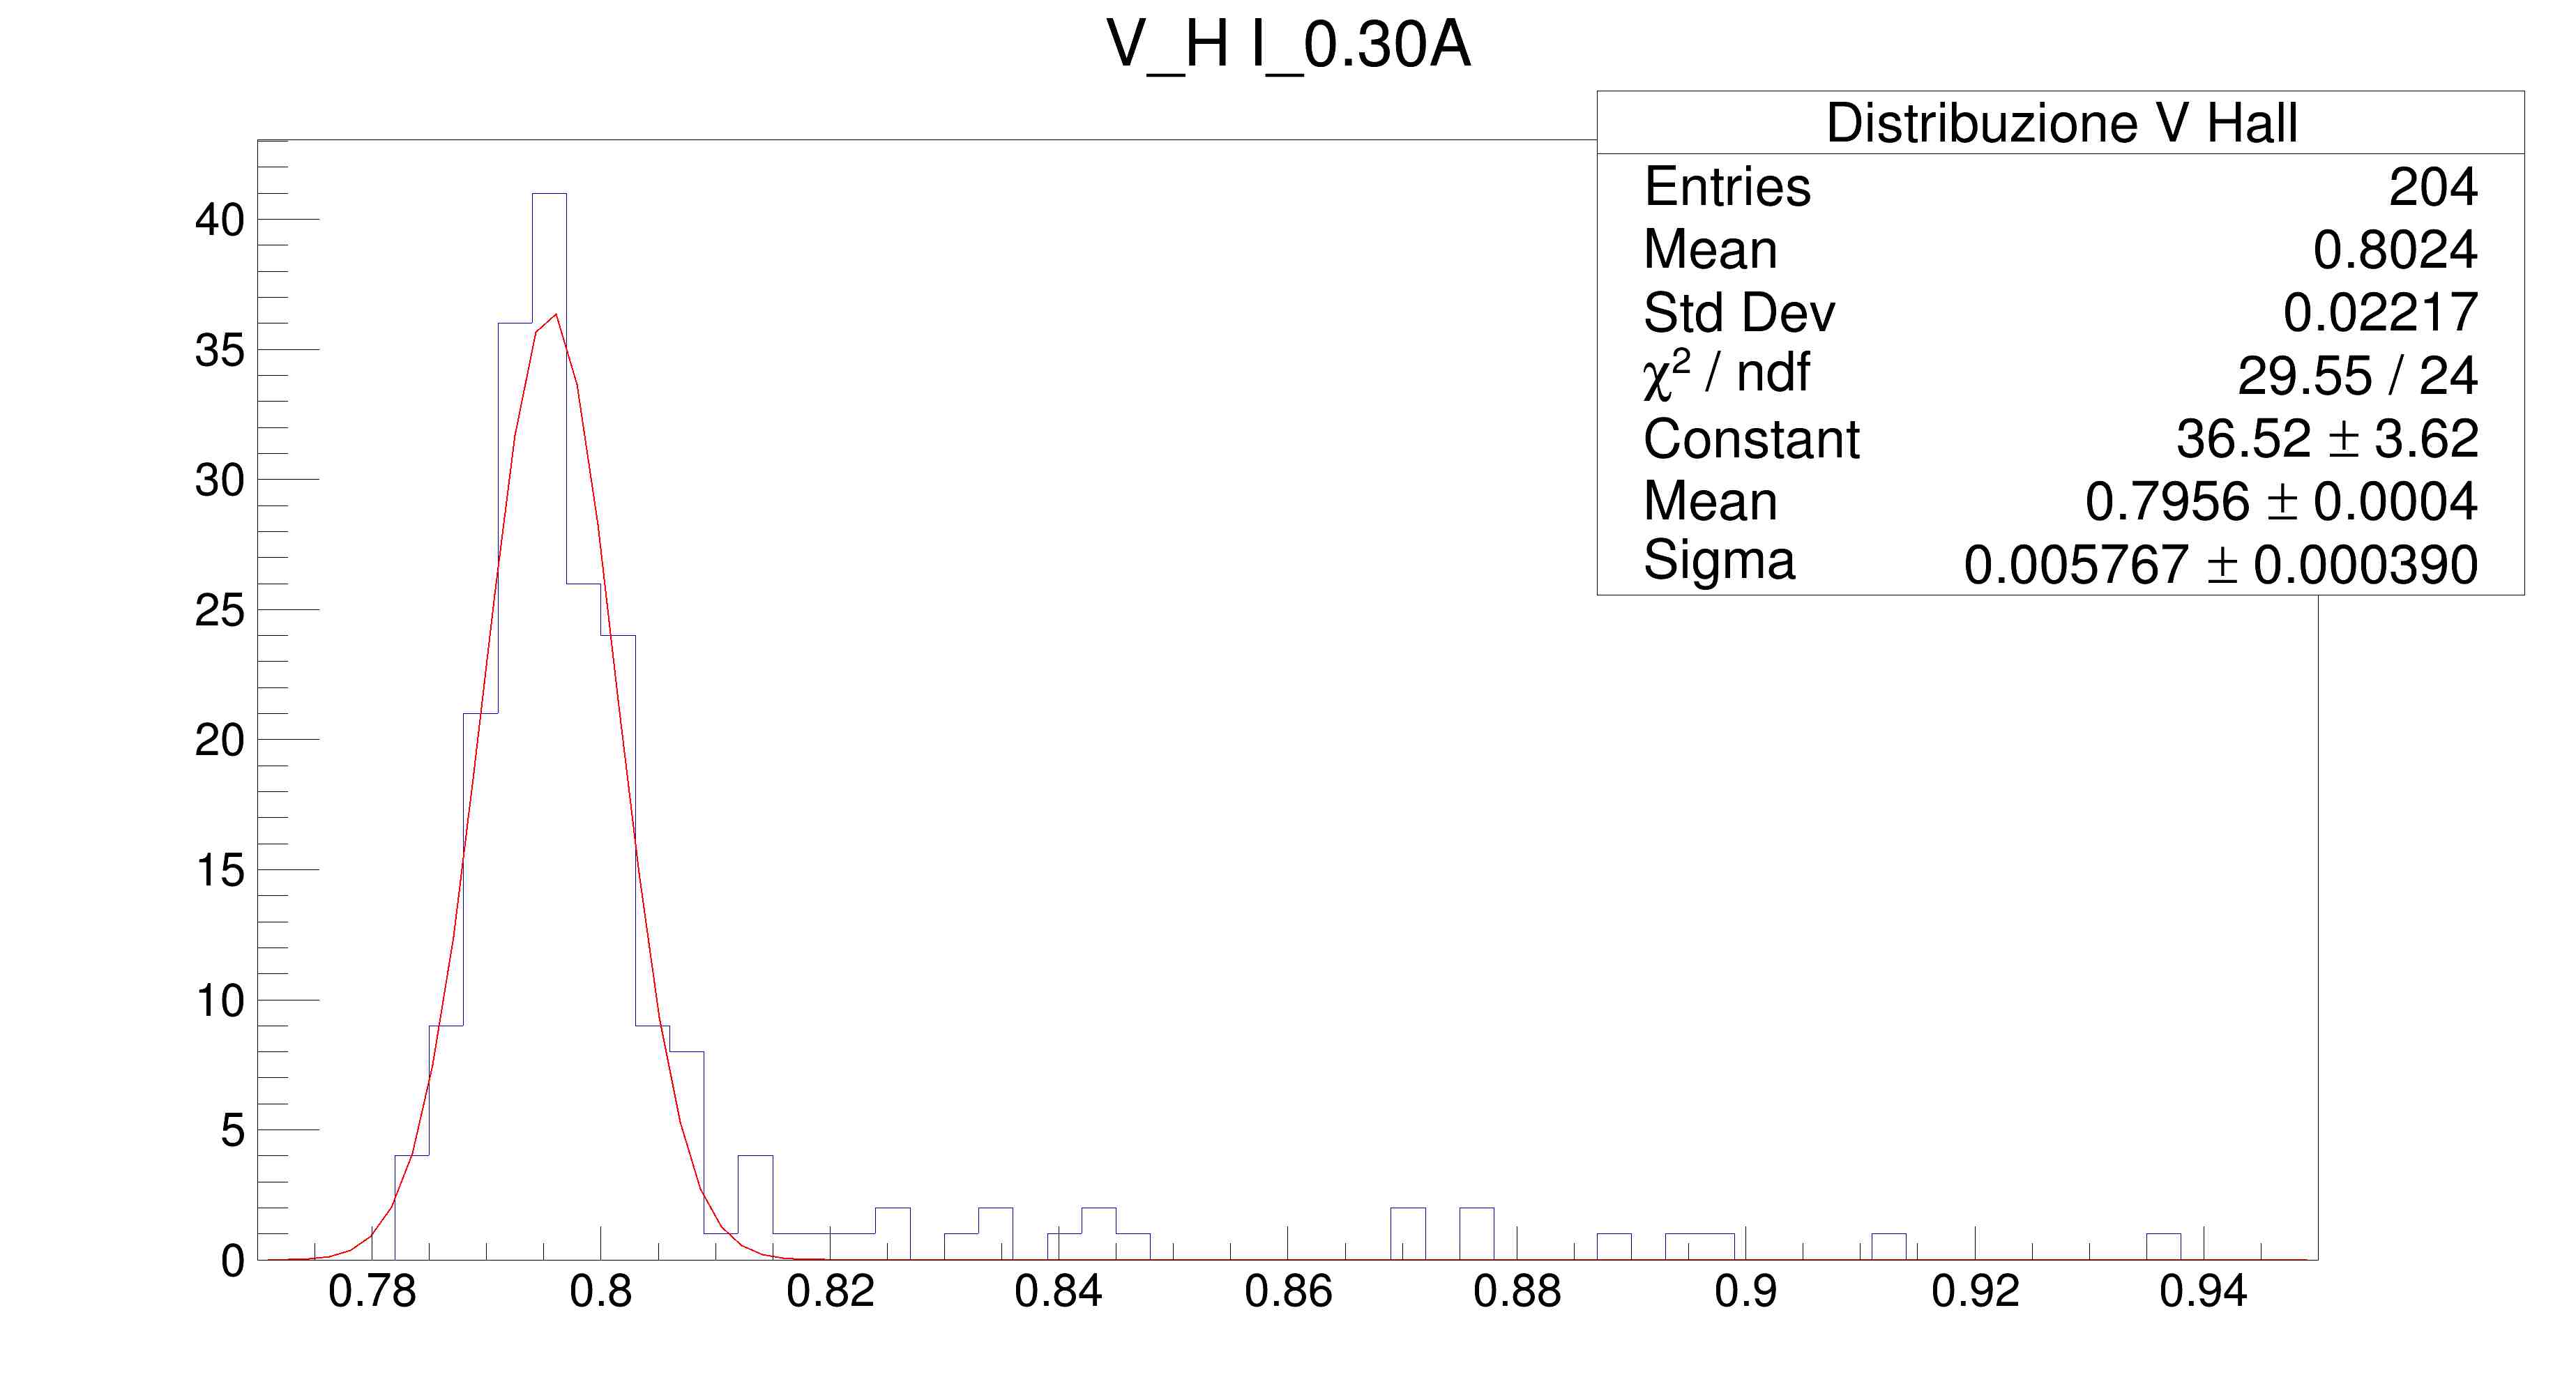 V_H I_0.30A
Distribuzione V Hall
Entries 204
Mean 0.8024
Std Dev 0.02217
χ² / ndf 29.55 / 24
Constant 36.52 ± 3.62
Mean 0.7956 ± 0.0004
Sigma 0.005767 ± 0.000390
40
35
30
25
20
15
10
5
0
0.78 0.8 0.82 0.84 0.86 0.88 0.9 0.92 0.94